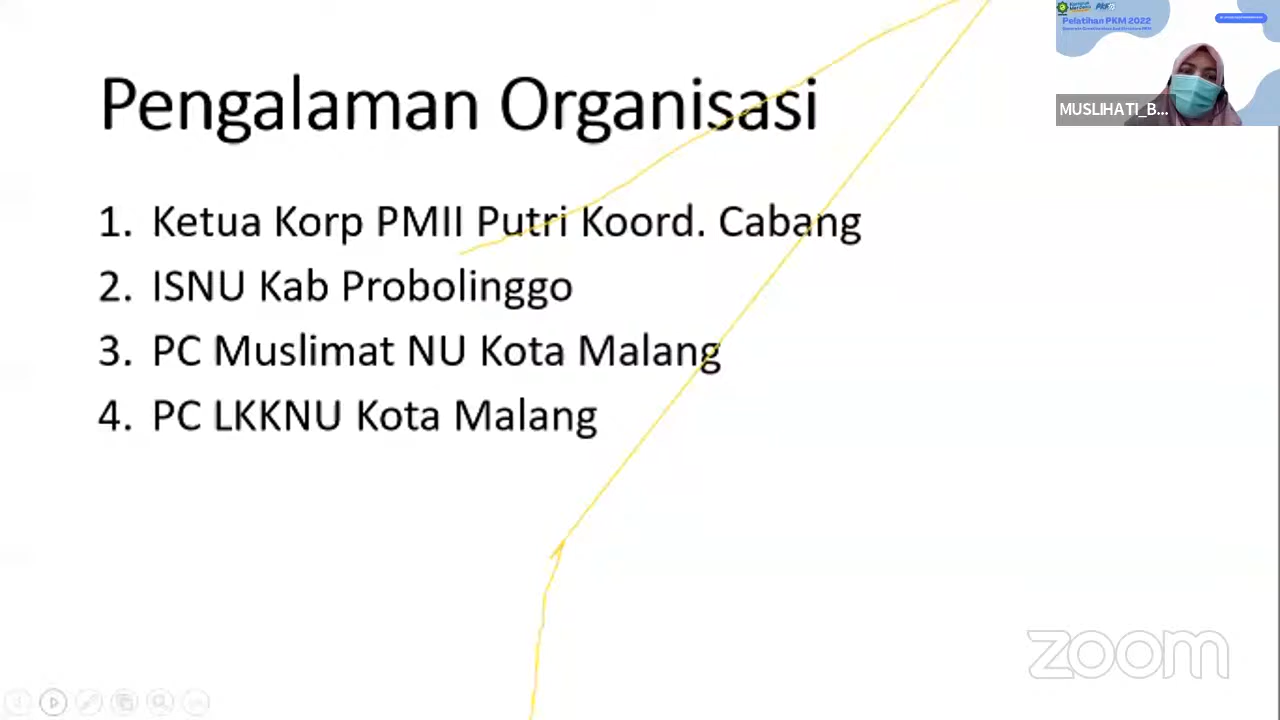 Pengalaman Organisasi
1. Ketua Korp PMII Putri Koord. Cabang
2. ISNU Kab Probolinggo
3. PC Muslimat NU Kota Malang
4. PC LKKNU Kota Malang
Pelatihan PKM 2022
MUSLIHATI_B...
zoom